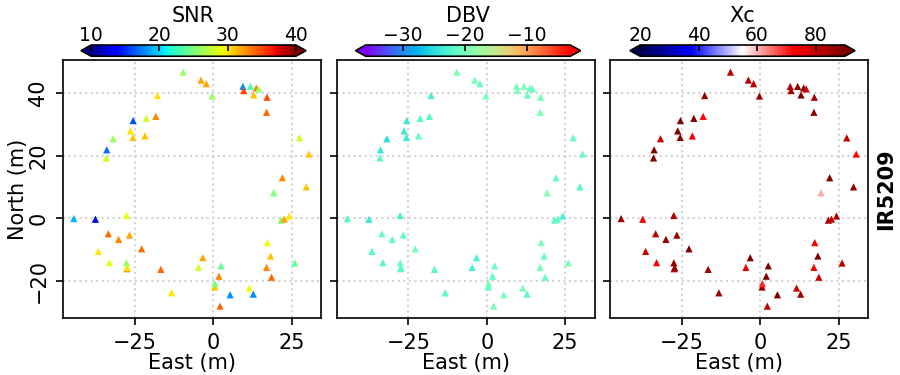 SNR DBV Xc
10 20 30 40 −30 −20 −10 20 40 60 80
40
20
0
−20
North (m)
IR5209
−25 0 25 −25 0 25 −25 0 25
East (m) East (m) East (m)